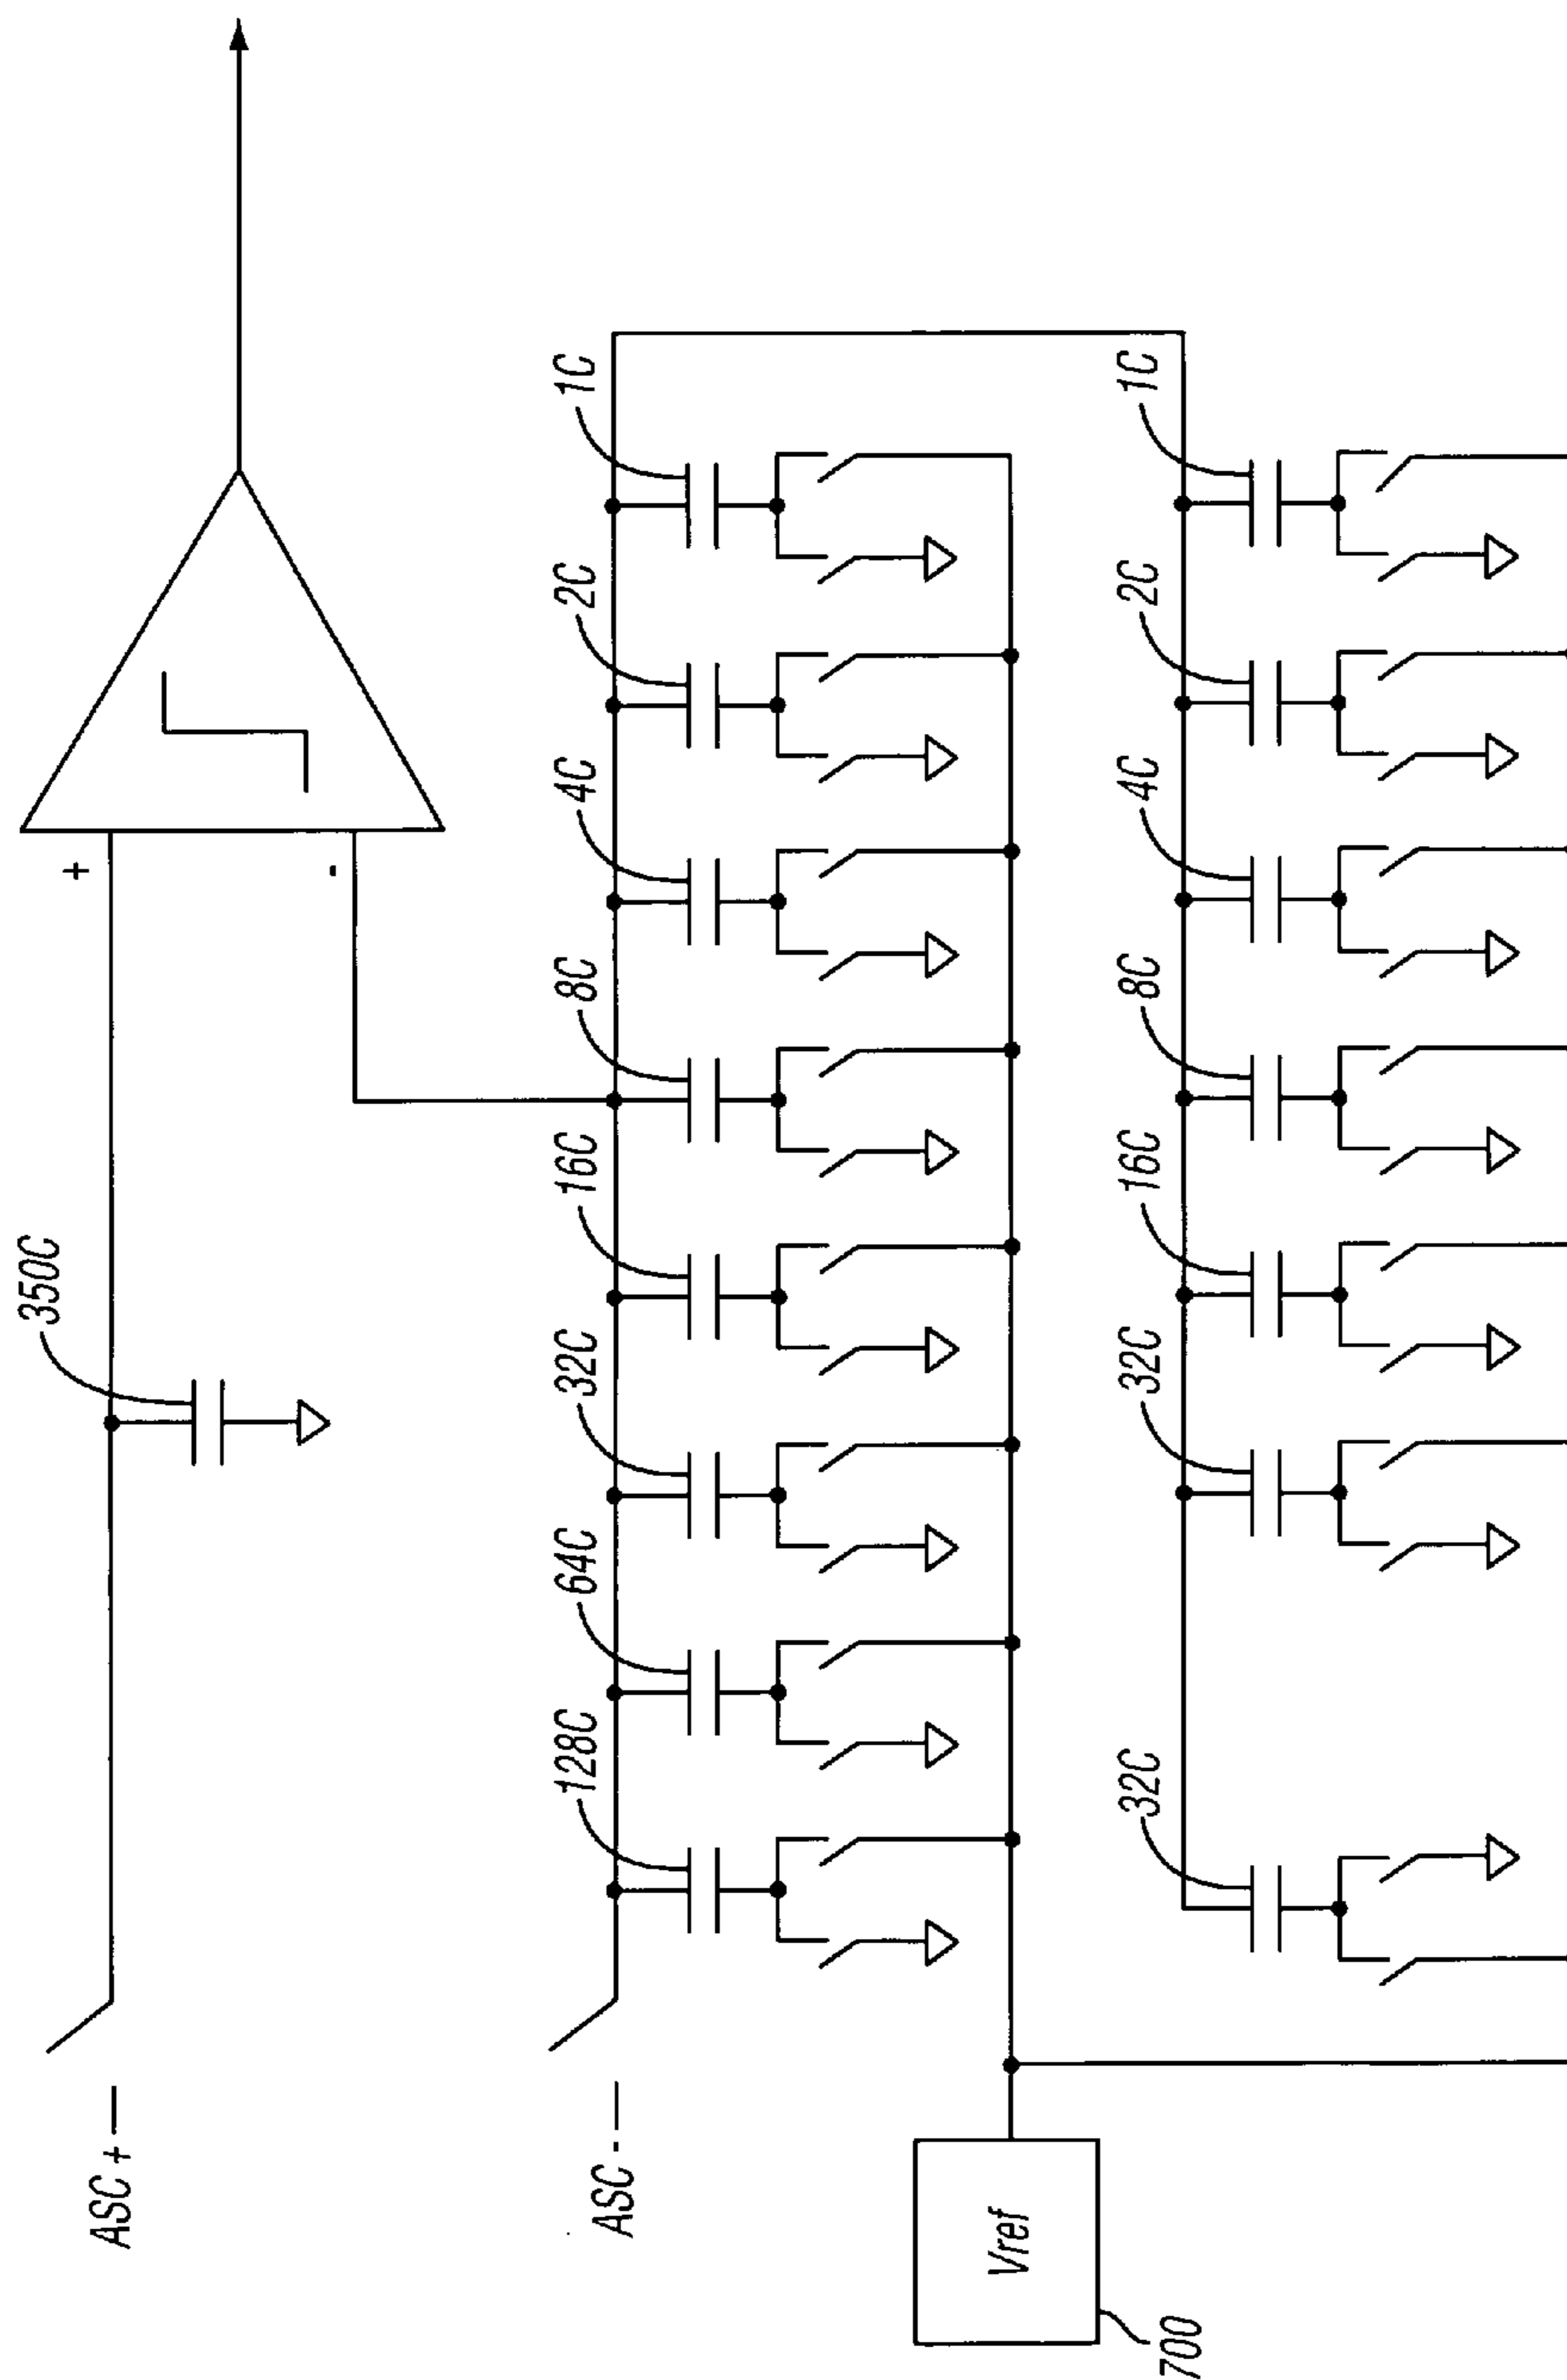 ASC +
350C
+
-
ASC -
128C
64C
32C
16C
8C
4C
2C
1C
Vref
700
32C
32C
16C
8C
4C
2C
1C